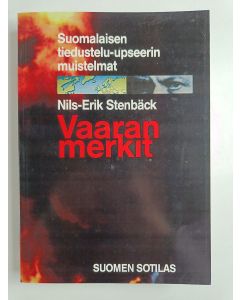 Suomalaisen
tiedustelu-upseerin
muistelmat
Nils-Erik Stenbäck
Vaaran
merkit
SUOMEN SOTILAS